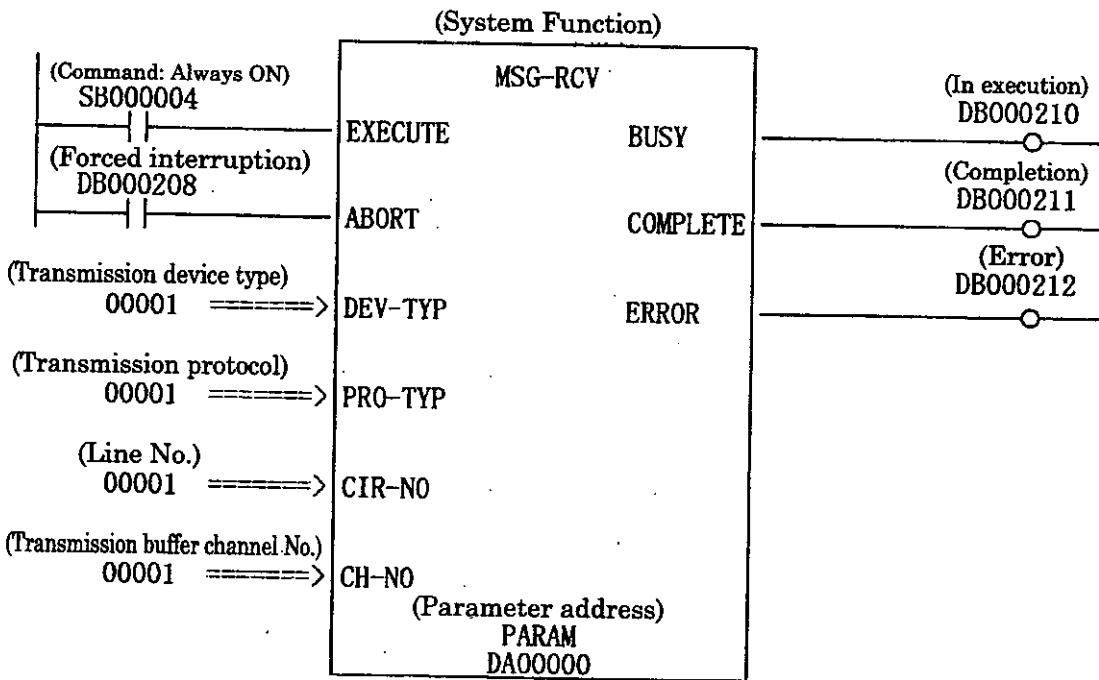 (System Function)
MSG-RCV
(Command: Always ON)
SB000004
EXECUTE
(Forced interruption)
DB000208
ABORT
(Transmission device type)
00001 ======> DEV-TYP
(Transmission protocol)
00001 ======> PRO-TYP
(Line No.)
00001 ======> CIR-NO
(Transmission buffer channel No.)
00001 ======> CH-NO
(Parameter address)
PARAM
DA00000
(In execution)
DB000210
BUSY
(Completion)
DB000211
COMPLETE
(Error)
DB000212
ERROR